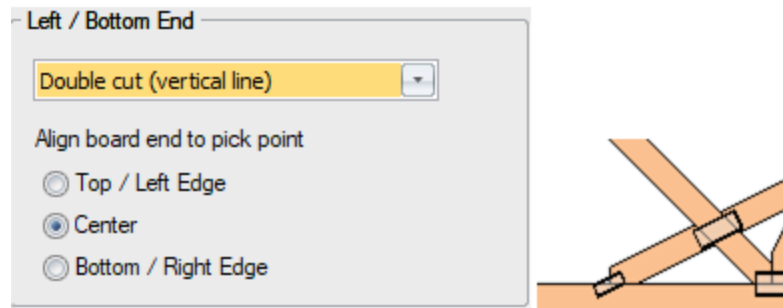 Left / Bottom End
Double cut (vertical line)
Align board end to pick point
Top / Left Edge
Center
Bottom / Right Edge